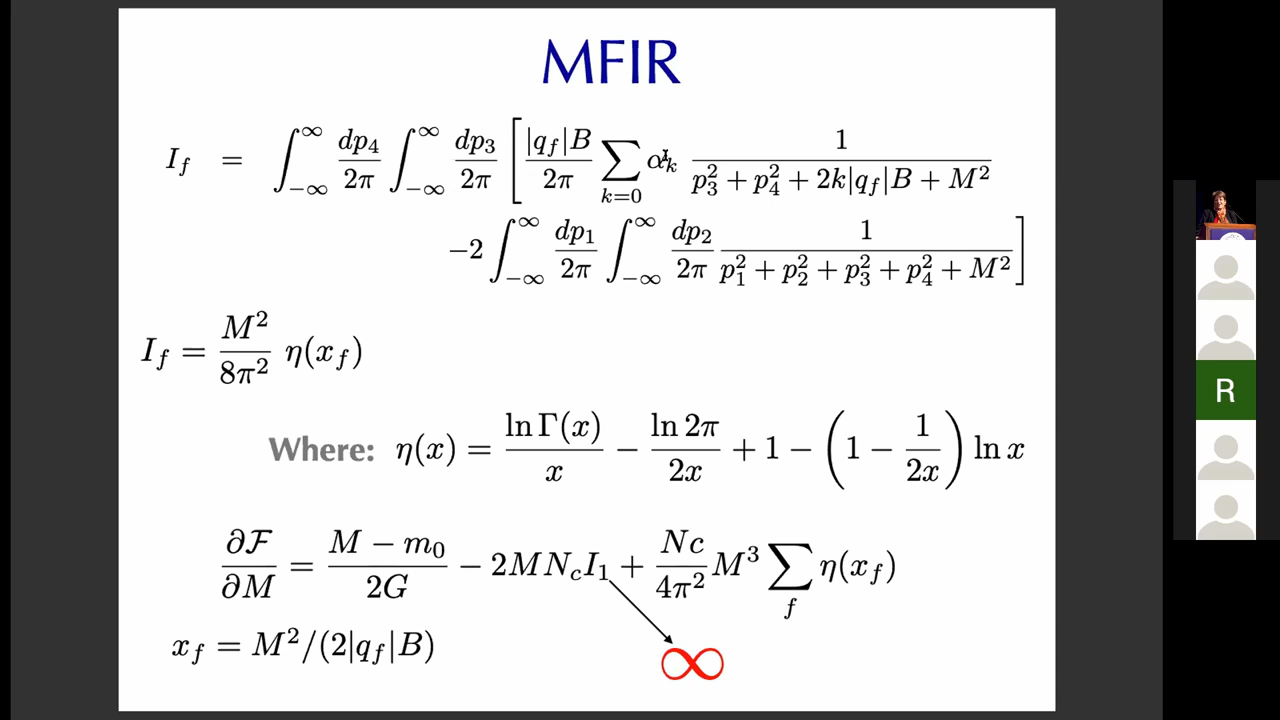 MFIR
I_f = ∫_{-∞}^{∞} dp_4/2π ∫_{-∞}^{∞} dp_3/2π [ |q_f|B/2π ∑_{k=0} α_k 1/(p_3^2 + p_4^2 + 2k|q_f|B + M^2)
−2 ∫_{-∞}^{∞} dp_1/2π ∫_{-∞}^{∞} dp_2/2π 1/(p_1^2 + p_2^2 + p_3^2 + p_4^2 + M^2) ]
I_f = M^2/8π^2 η(x_f)
Where: η(x) = ln Γ(x)/x − ln 2π/2x + 1 − (1 − 1/2x) ln x
∂F/∂M = (M − m_0)/2G − 2MN_cI_1 + Nc/4π^2 M^3 ∑_f η(x_f)
x_f = M^2/(2|q_f|B)
∞
R